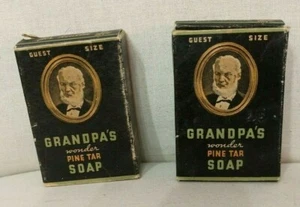 GUEST SIZE
GRANDPA'S
wonder
PINE TAR
SOAP
GUEST SIZE
GRANDPA'S
wonder
PINE TAR
SOAP